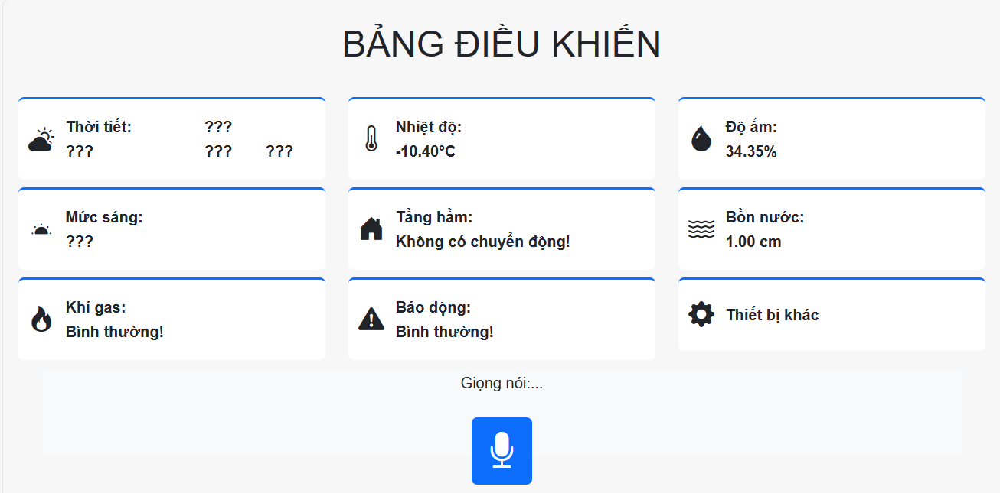 BẢNG ĐIỀU KHIỂN
Thời tiết: ???
??? ??? ???
Nhiệt độ:
-10.40°C
Độ ẩm:
34.35%
Mức sáng:
???
Tầng hầm:
Không có chuyển động!
Bồn nước:
1.00 cm
Khí gas:
Bình thường!
Báo động:
Bình thường!
Thiết bị khác
Giọng nói:...